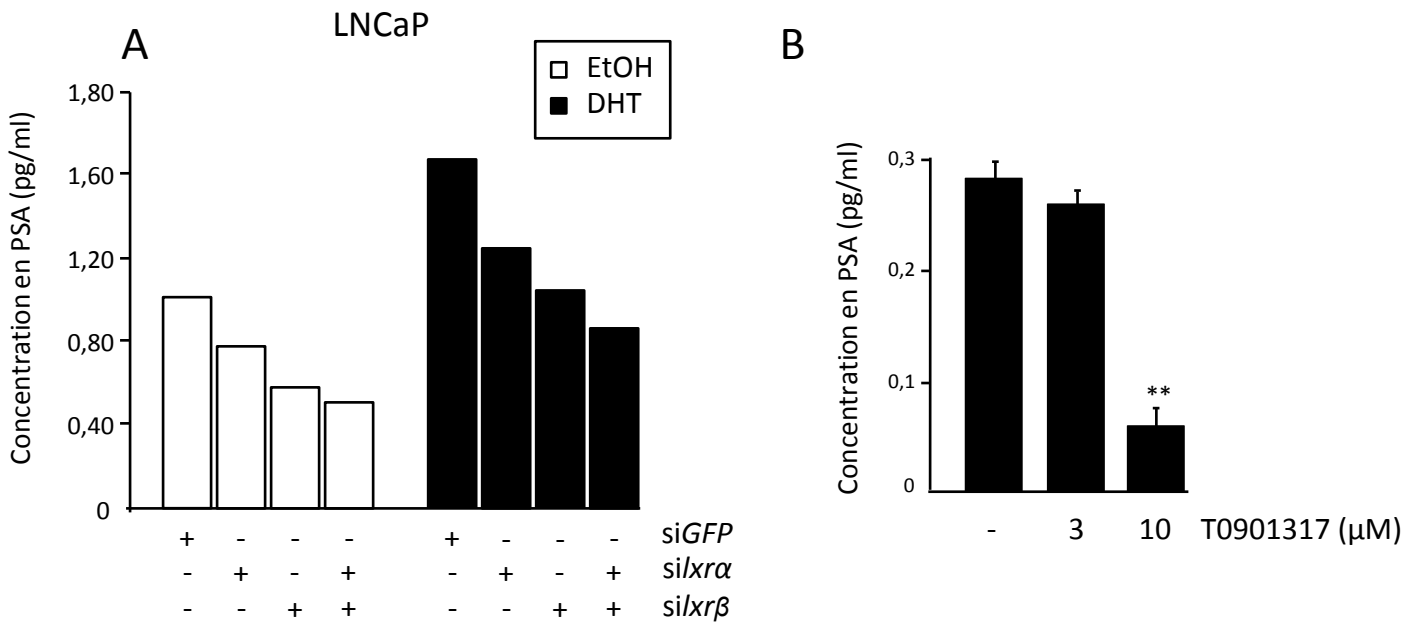 LNCaP
A
EtOH
DHT
Concentration en PSA (pg/ml)
1,80
1,60
1,20
0,80
0,40
0
+ - - - + - - - siGFP
- + - + - + - + silxrα
- - + + - - + + silxrβ
B
Concentration en PSA (pg/ml)
0,3
0,2
0,1
0
**
- 3 10 T0901317 (µM)